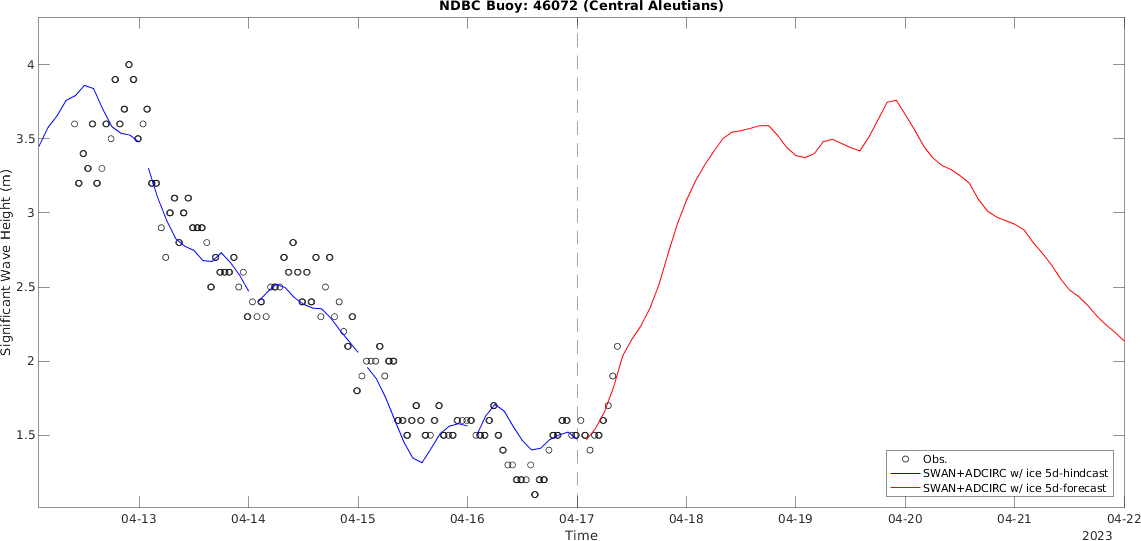 NDBC Buoy: 46072 (Central Aleutians)
4
3.5
3
2.5
2
1.5
Significant Wave Height (m)
Obs.
SWAN+ADCIRC w/ ice 5d-hindcast
SWAN+ADCIRC w/ ice 5d-forecast
04-13 04-14 04-15 04-16 04-17 04-18 04-19 04-20 04-21 04-22
Time
2023